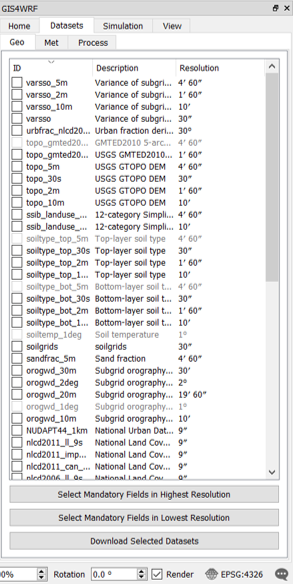 GIS4WRF
Home Datasets Simulation View
Geo Met Process
ID Description Resolution
varsso_5m Variance of subgri... 4' 60"
varsso_2m Variance of subgri... 1' 60"
varsso_10m Variance of subgri... 10'
varsso Variance of subgri... 30"
urbfrac_nlcd20... Urban fraction deri... 30º
topo_gmted20... GMTED2010 5-arc... 4' 60"
topo_gmted20... USGS GMTED2010... 1' 60"
topo_5m USGS GTOPO DEM 4' 60"
topo_30s USGS GTOPO DEM 30"
topo_2m USGS GTOPO DEM 1' 60"
topo_10m USGS GTOPO DEM 10'
ssib_landuse_... 12-category Simpli... 4' 60"
ssib_landuse_... 12-category Simpli... 10'
soiltype_top_5m Top-layer soil type 4' 60"
soiltype_top_30s Top-layer soil type 30"
soiltype_top_2m Top-layer soil type 1' 60"
soiltype_top_1... Top-layer soil type 10'
soiltype_bot_5m Bottom-layer soil t... 4' 60"
soiltype_bot_30s Bottom-layer soil t... 30"
soiltype_bot_2m Bottom-layer soil t... 1' 60"
soiltype_bot_1... Bottom-layer soil t... 10'
soiltemp_1deg Soil temperature 1º
soilgrids soilgrids 30"
sandfrac_5m Sand fraction 4' 60"
orogwd_30m Subgrid orography... 30'
orogwd_2deg Subgrid orography... 2º
orogwd_20m Subgrid orography... 19' 60"
orogwd_1deg Subgrid orography... 1º
orogwd_10m Subgrid orography... 10'
NUDAPT44_1km National Urban Dat... 9"
nlcd2011_ll_9s National Land Cov... 9"
nlcd2011_imp... National Land Cov... 9"
nlcd2011_can_... National Land Cov... 9"
nlcd2006_ll_9s National Land Cov... 9"
Select Mandatory Fields in Highest Resolution
Select Mandatory Fields in Lowest Resolution
Download Selected Datasets
0% Rotation 0.0 ° Render EPSG:4326